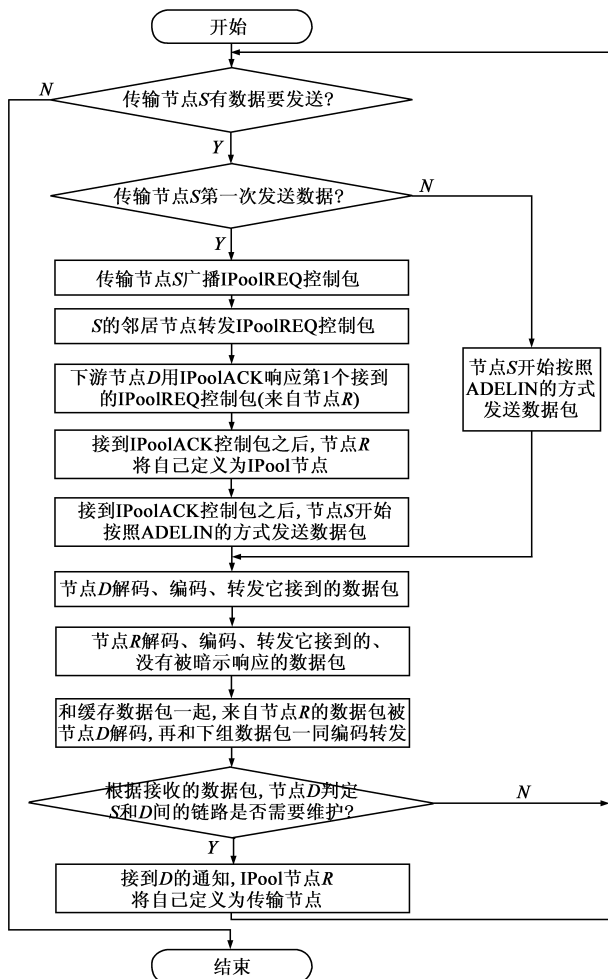 开始
传输节点S有数据要发送?
N
Y
传输节点S第一次发送数据?
N
Y
传输节点S广播IPoolREQ控制包
S的邻居节点转发IPoolREQ控制包
下游节点D用IPoolACK响应第1个接到
的IPoolREQ控制包(来自节点R)
节点S开始按照
ADELIN的方式
发送数据包
接到IPoolACK控制包之后,节点R
将自己定义为IPool节点
接到IPoolACK控制包之后,节点S开始
按照ADELIN的方式发送数据包
节点D解码、编码、转发它接到的数据包
节点R解码、编码、转发它接到的、
没有被暗示响应的数据包
和缓存数据包一起,来自节点R的数据包被
节点D解码,再和下组数据包一同编码转发
根据接收的数据包,节点D判定
S和D间的链路是否需要维护?
N
Y
接到D的通知,IPool节点R
将自己定义为传输节点
结束